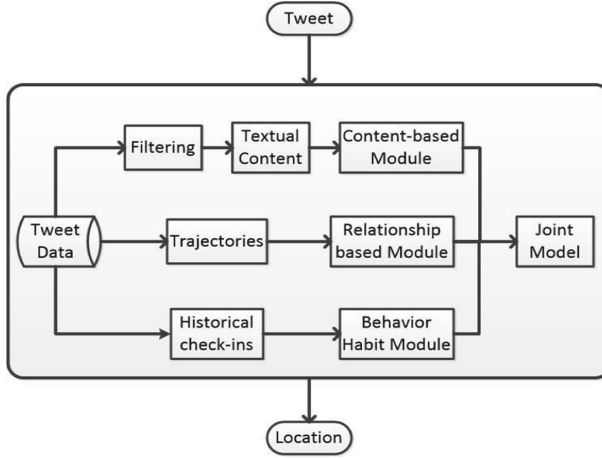 Tweet
Filtering
Textual
Content
Content-based
Module
Tweet
Data
Trajectories
Relationship
based Module
Joint
Model
Historical
check-ins
Behavior
Habit Module
Location